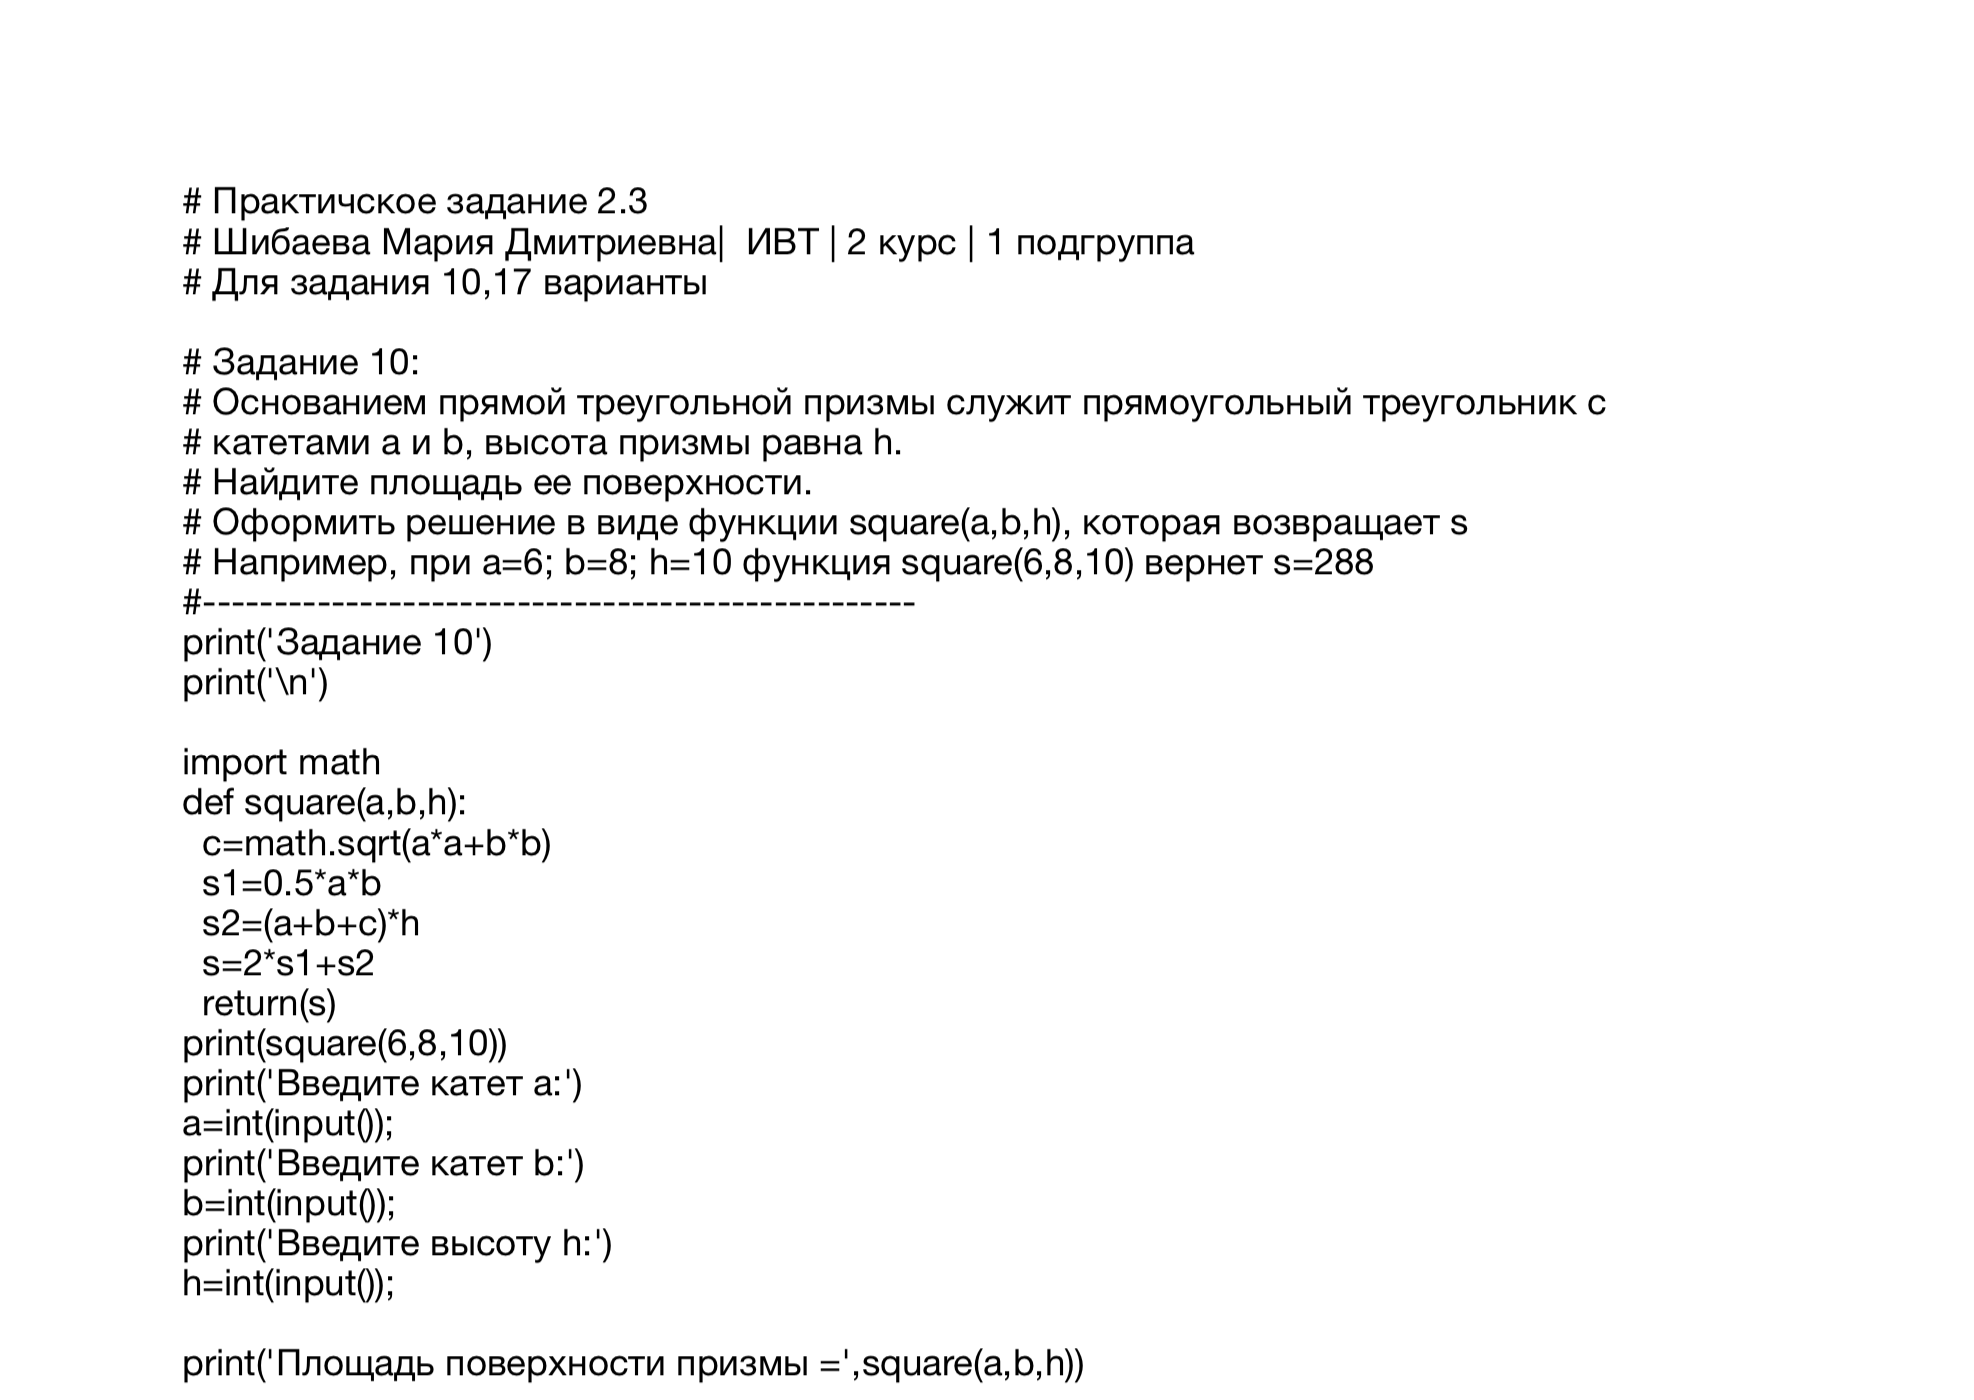 # Практичское задание 2.3
# Шибаева Мария Дмитриевна|  ИВТ | 2 курс | 1 подгруппа
# Для задания 10,17 варианты
# Задание 10:
# Основанием прямой треугольной призмы служит прямоугольный треугольник с
# катетами a и b, высота призмы равна h.
# Найдите площадь ее поверхности.
# Оформить решение в виде функции square(a,b,h), которая возвращает s
# Например, при a=6; b=8; h=10 функция square(6,8,10) вернет s=288
#--------------------------------------------------
print('Задание 10')
print('\n')
import math
def square(a,b,h):
  c=math.sqrt(a*a+b*b)
  s1=0.5*a*b
  s2=(a+b+c)*h
  s=2*s1+s2
  return(s)
print(square(6,8,10))
print('Введите катет a:')
a=int(input());
print('Введите катет b:')
b=int(input());
print('Введите высоту h:')
h=int(input());
print('Площадь поверхности призмы =',square(a,b,h))